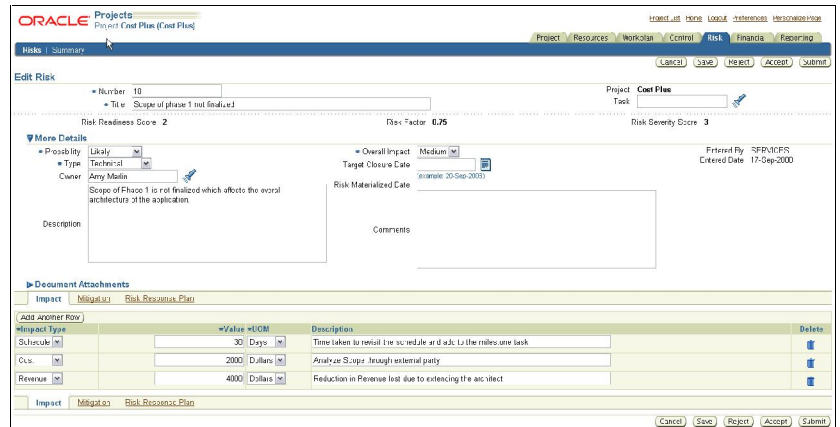 ORACLE Projects
Project Cost Plus (Cost Plus)
Project List Home Logout Preferences Personalize Page
Project Resources Workplan Control Risk Financial Reporting
Risks | Summary
Cancel Save Reject Accept Submit
Edit Risk
* Number 10
Project Cost Plus
* Title Scope of phase 1 not finalized
Task
Risk Readiness Score 2 Risk Factor 0.75 Risk Severity Score 3
More Details
* Probability Likely
* Overall Impact Medium
Entered By SERVICES
* Type Technical
Target Closure Date
Entered Date 17-Sep-2000
Owner Amy Marlin
(example: 20-Sep-2003)
Risk Materialized Date
Description
Scope of Phase 1 is not finalized which affects the overal
architecture of the application.
Comments
Document Attachments
Impact Mitigation Risk Response Plan
Add Another Row
*Impact Type *Value *UOM Description Delete
Schedule 30 Days Time taken to revisit the schedule and add to the milestone task
Cost 2000 Dollars Analyze Scope through external party
Revenue 4000 Dollars Reduction in Revenue lost due to extending the architect
Impact Mitigation Risk Response Plan
Cancel Save Reject Accept Submit